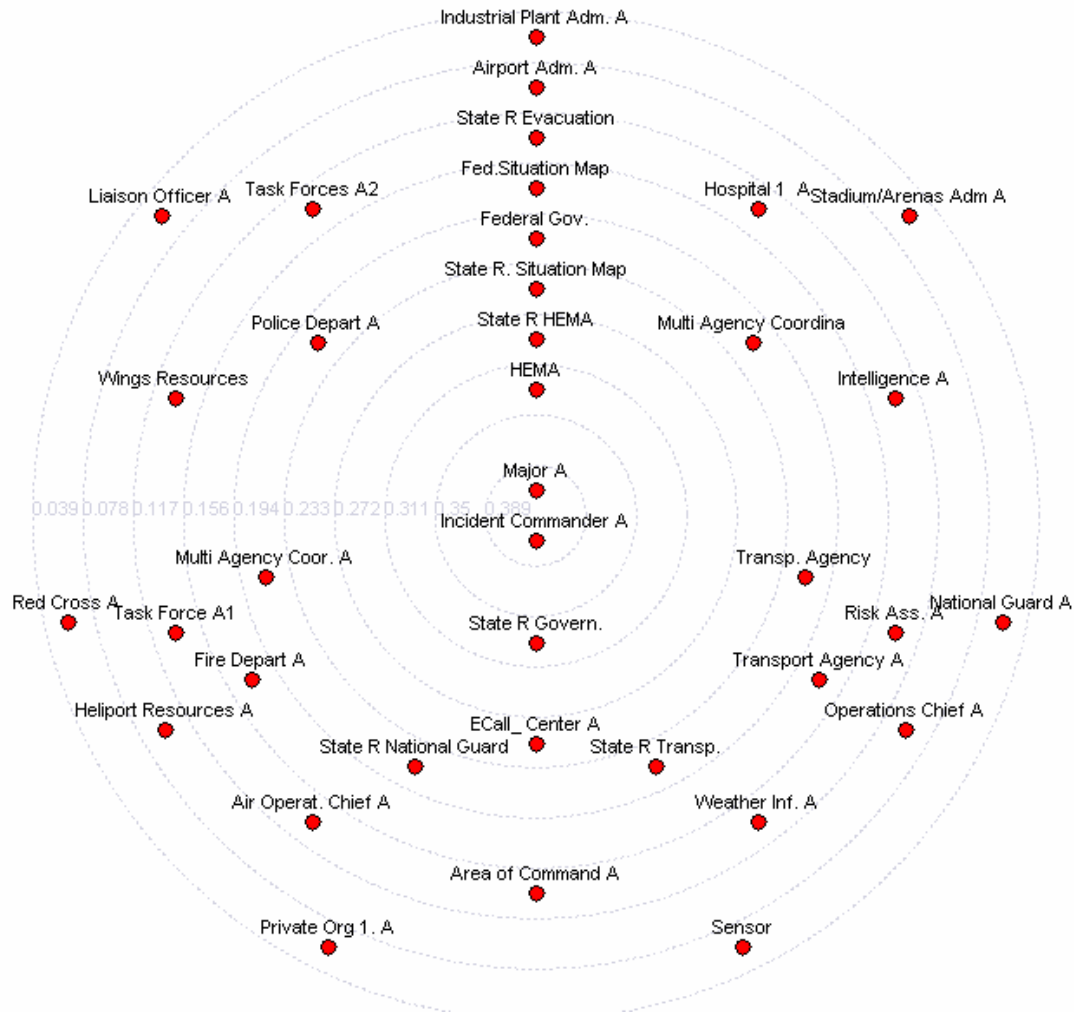 Industrial Plant Adm. A
Airport Adm. A
State R Evacuation
Fed.Situation Map
Liaison Officer A
Task Forces A2
Hospital 1 A
Stadium/Arenas Adm A
Federal Gov.
State R. Situation Map
Police Depart A
State R HEMA
Multi Agency Coordina
Wings Resources
HEMA
Intelligence A
Major A
0.039 0.078 0.117 0.156 0.194 0.233 0.272 0.311 0.35 0.389
Incident Commander A
Multi Agency Coor. A
Transp. Agency
Red Cross A
Task Force A1
State R Govern.
Risk Ass. A
National Guard A
Fire Depart A
Transport Agency A
Heliport Resources A
ECall_ Center A
Operations Chief A
State R National Guard
State R Transp.
Air Operat. Chief A
Weather Inf. A
Area of Command A
Private Org 1. A
Sensor